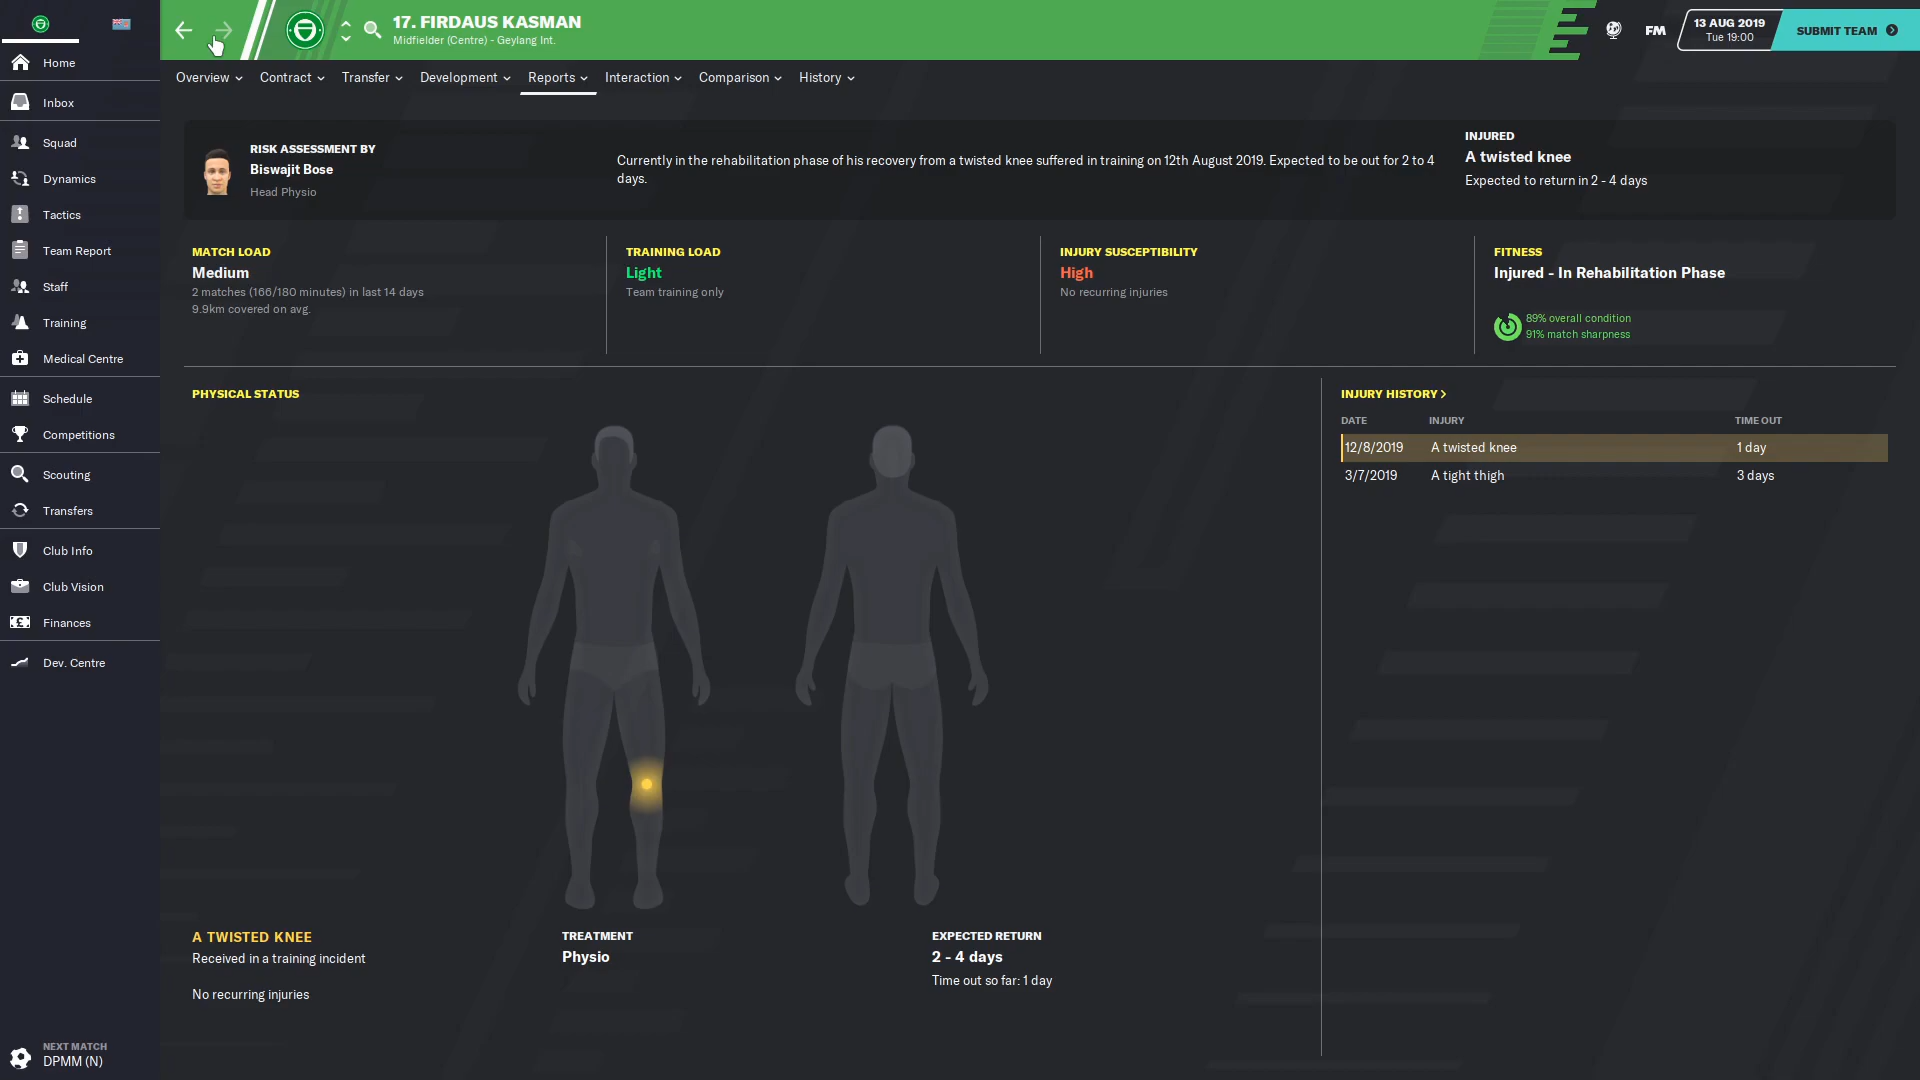 17. FIRDAUS KASMAN
Midfielder (Centre) - Geylang Int.
FM
13 AUG 2019
Tue 19:00
SUBMIT TEAM
Overview
Contract
Transfer
Development
Reports
Interaction
Comparison
History
Home
Inbox
Squad
Dynamics
Tactics
Team Report
Staff
Training
Medical Centre
Schedule
Competitions
Scouting
Transfers
Club Info
Club Vision
Finances
Dev. Centre
NEXT MATCH
DPMM (N)
RISK ASSESSMENT BY
Biswajit Bose
Head Physio
Currently in the rehabilitation phase of his recovery from a twisted knee suffered in training on 12th August 2019. Expected to be out for 2 to 4
days.
INJURED
A twisted knee
Expected to return in 2 - 4 days
MATCH LOAD
Medium
2 matches (166/180 minutes) in last 14 days
9.9km covered on avg.
TRAINING LOAD
Light
Team training only
INJURY SUSCEPTIBILITY
High
No recurring injuries
FITNESS
Injured - In Rehabilitation Phase
89% overall condition
91% match sharpness
PHYSICAL STATUS
A TWISTED KNEE
Received in a training incident
No recurring injuries
TREATMENT
Physio
EXPECTED RETURN
2 - 4 days
Time out so far: 1 day
INJURY HISTORY >
DATE INJURY TIME OUT
12/8/2019 A twisted knee 1 day
3/7/2019 A tight thigh 3 days